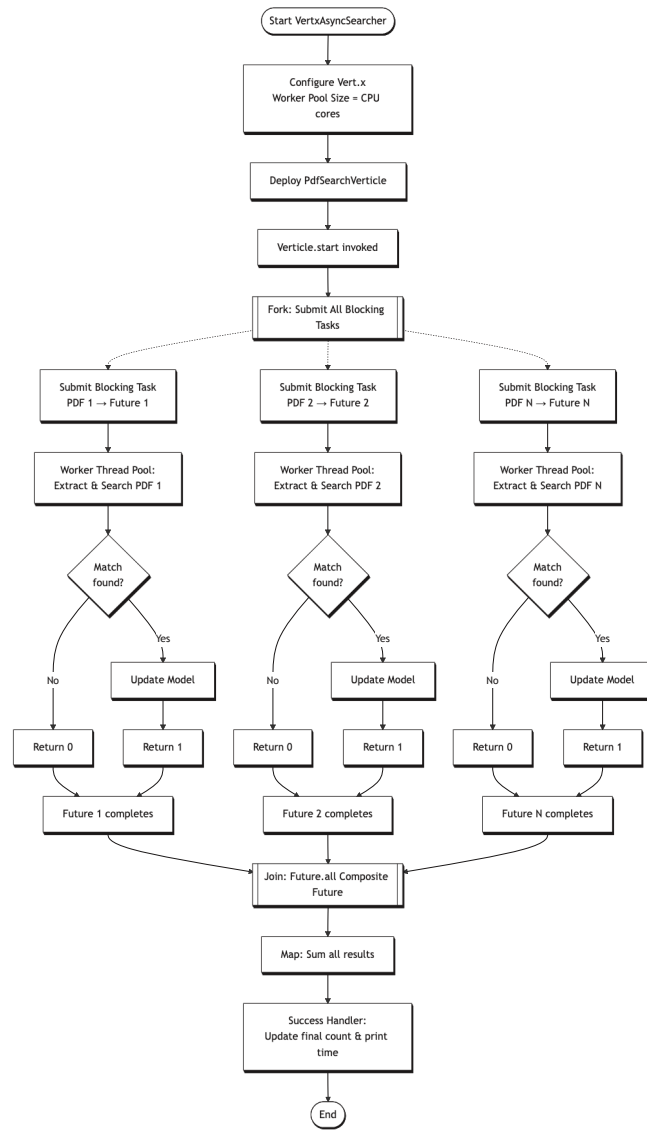 Start VertxAsyncSearcher
Configure Vert.x
Worker Pool Size = CPU
cores
Deploy PdfSearchVerticle
Verticle.start invoked
Fork: Submit All Blocking
Tasks
Submit Blocking Task
PDF 1 → Future 1
Submit Blocking Task
PDF 2 → Future 2
Submit Blocking Task
PDF N → Future N
Worker Thread Pool:
Extract & Search PDF 1
Worker Thread Pool:
Extract & Search PDF 2
Worker Thread Pool:
Extract & Search PDF N
Match
found?
Match
found?
Match
found?
Yes
Yes
Yes
No
Update Model
No
Update Model
No
Update Model
Return 0
Return 1
Return 0
Return 1
Return 0
Return 1
Future 1 completes
Future 2 completes
Future N completes
Join: Future.all Composite
Future
Map: Sum all results
Success Handler:
Update final count & print
time
End